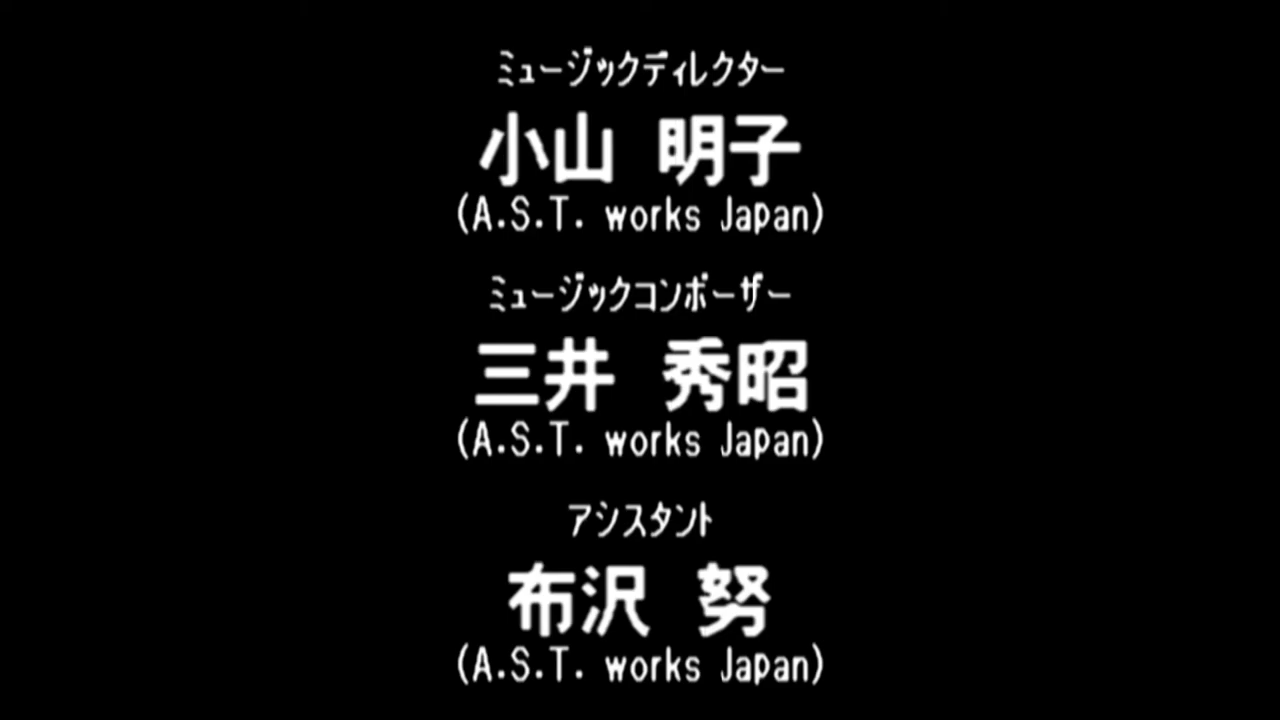 ミュージックディレクター
小山 明子
(A.S.T. works Japan)
ミュージックコンポーザー
三井 秀昭
(A.S.T. works Japan)
アシスタント
布沢 努
(A.S.T. works Japan)